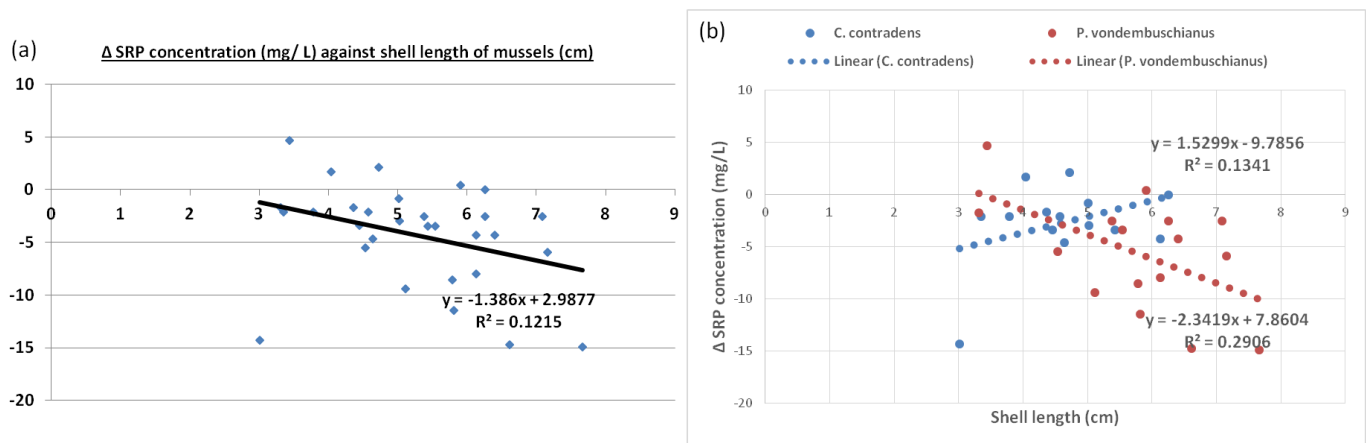 (a)
Δ SRP concentration (mg/ L) against shell length of mussels (cm)
10
5
0
-5
-10
-15
-20
0 1 2 3 4 5 6 7 8 9
y = -1.386x + 2.9877
R² = 0.1215
(b)
C. contradens P. vondembuschianus
Linear (C. contradens) Linear (P. vondembuschianus)
Δ SRP concentration (mg/L)
10
5
0
-5
-10
-15
-20
0 1 2 3 4 5 6 7 8 9
y = 1.5299x - 9.7856
R² = 0.1341
y = -2.3419x + 7.8604
R² = 0.2906
Shell length (cm)